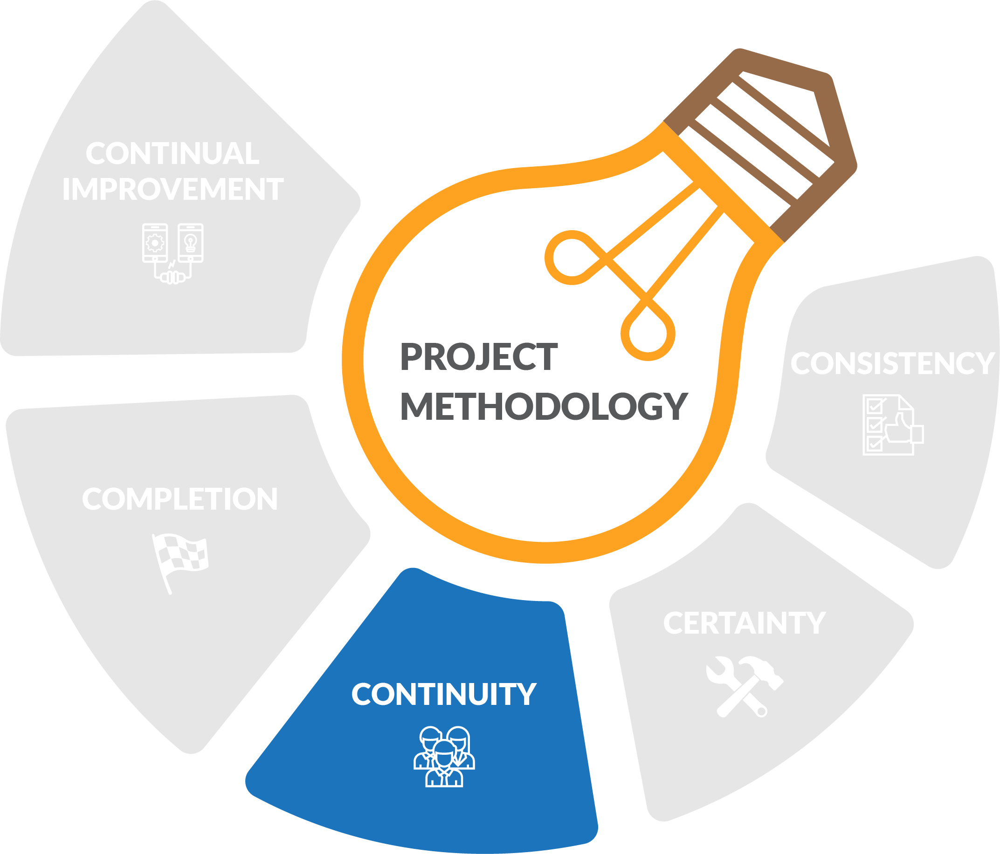 CONTINUAL
IMPROVEMENT
PROJECT
METHODOLOGY
CONSISTENCY
COMPLETION
CERTAINTY
CONTINUITY